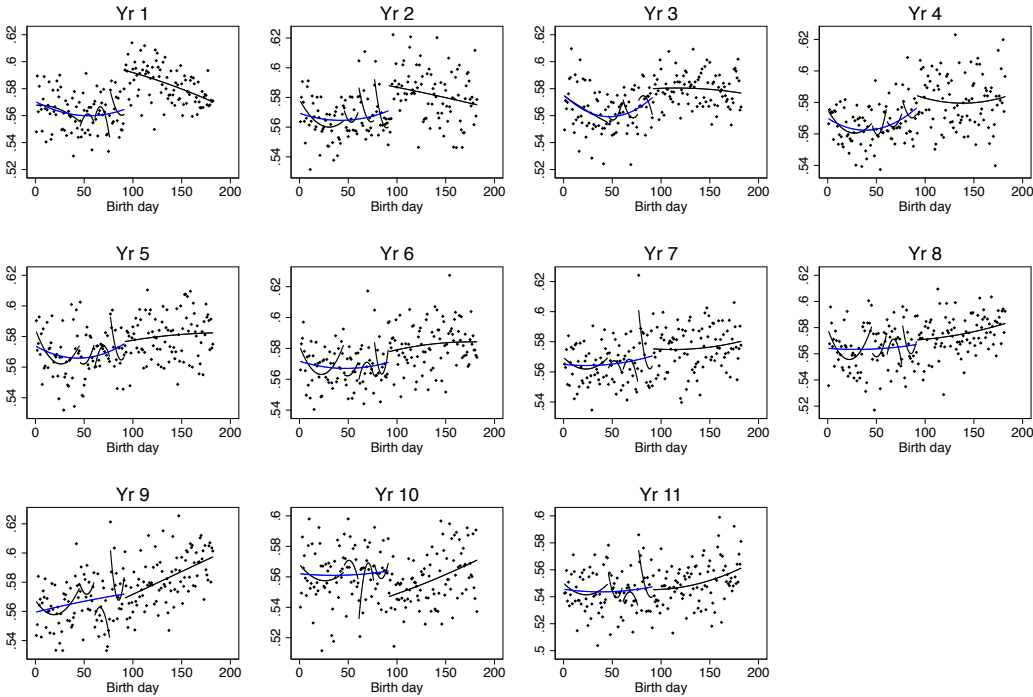 Yr 1
.52 .54 .56 .58 .6 .62
0 50 100 150 200
Birth day
Yr 2
.54 .56 .58 .6 .62
0 50 100 150 200
Birth day
Yr 3
.52 .54 .56 .58 .6 .62
0 50 100 150 200
Birth day
Yr 4
.54 .56 .58 .6 .62
0 50 100 150 200
Birth day
Yr 5
.54 .56 .58 .6 .62
0 50 100 150 200
Birth day
Yr 6
.54 .56 .58 .6 .62
0 50 100 150 200
Birth day
Yr 7
.54 .56 .58 .6 .62
0 50 100 150 200
Birth day
Yr 8
.52 .54 .56 .58 .6 .62
0 50 100 150 200
Birth day
Yr 9
.54 .56 .58 .6 .62
0 50 100 150 200
Birth day
Yr 10
.52 .54 .56 .58 .6
0 50 100 150 200
Birth day
Yr 11
.5 .52 .54 .56 .58 .6
0 50 100 150 200
Birth day